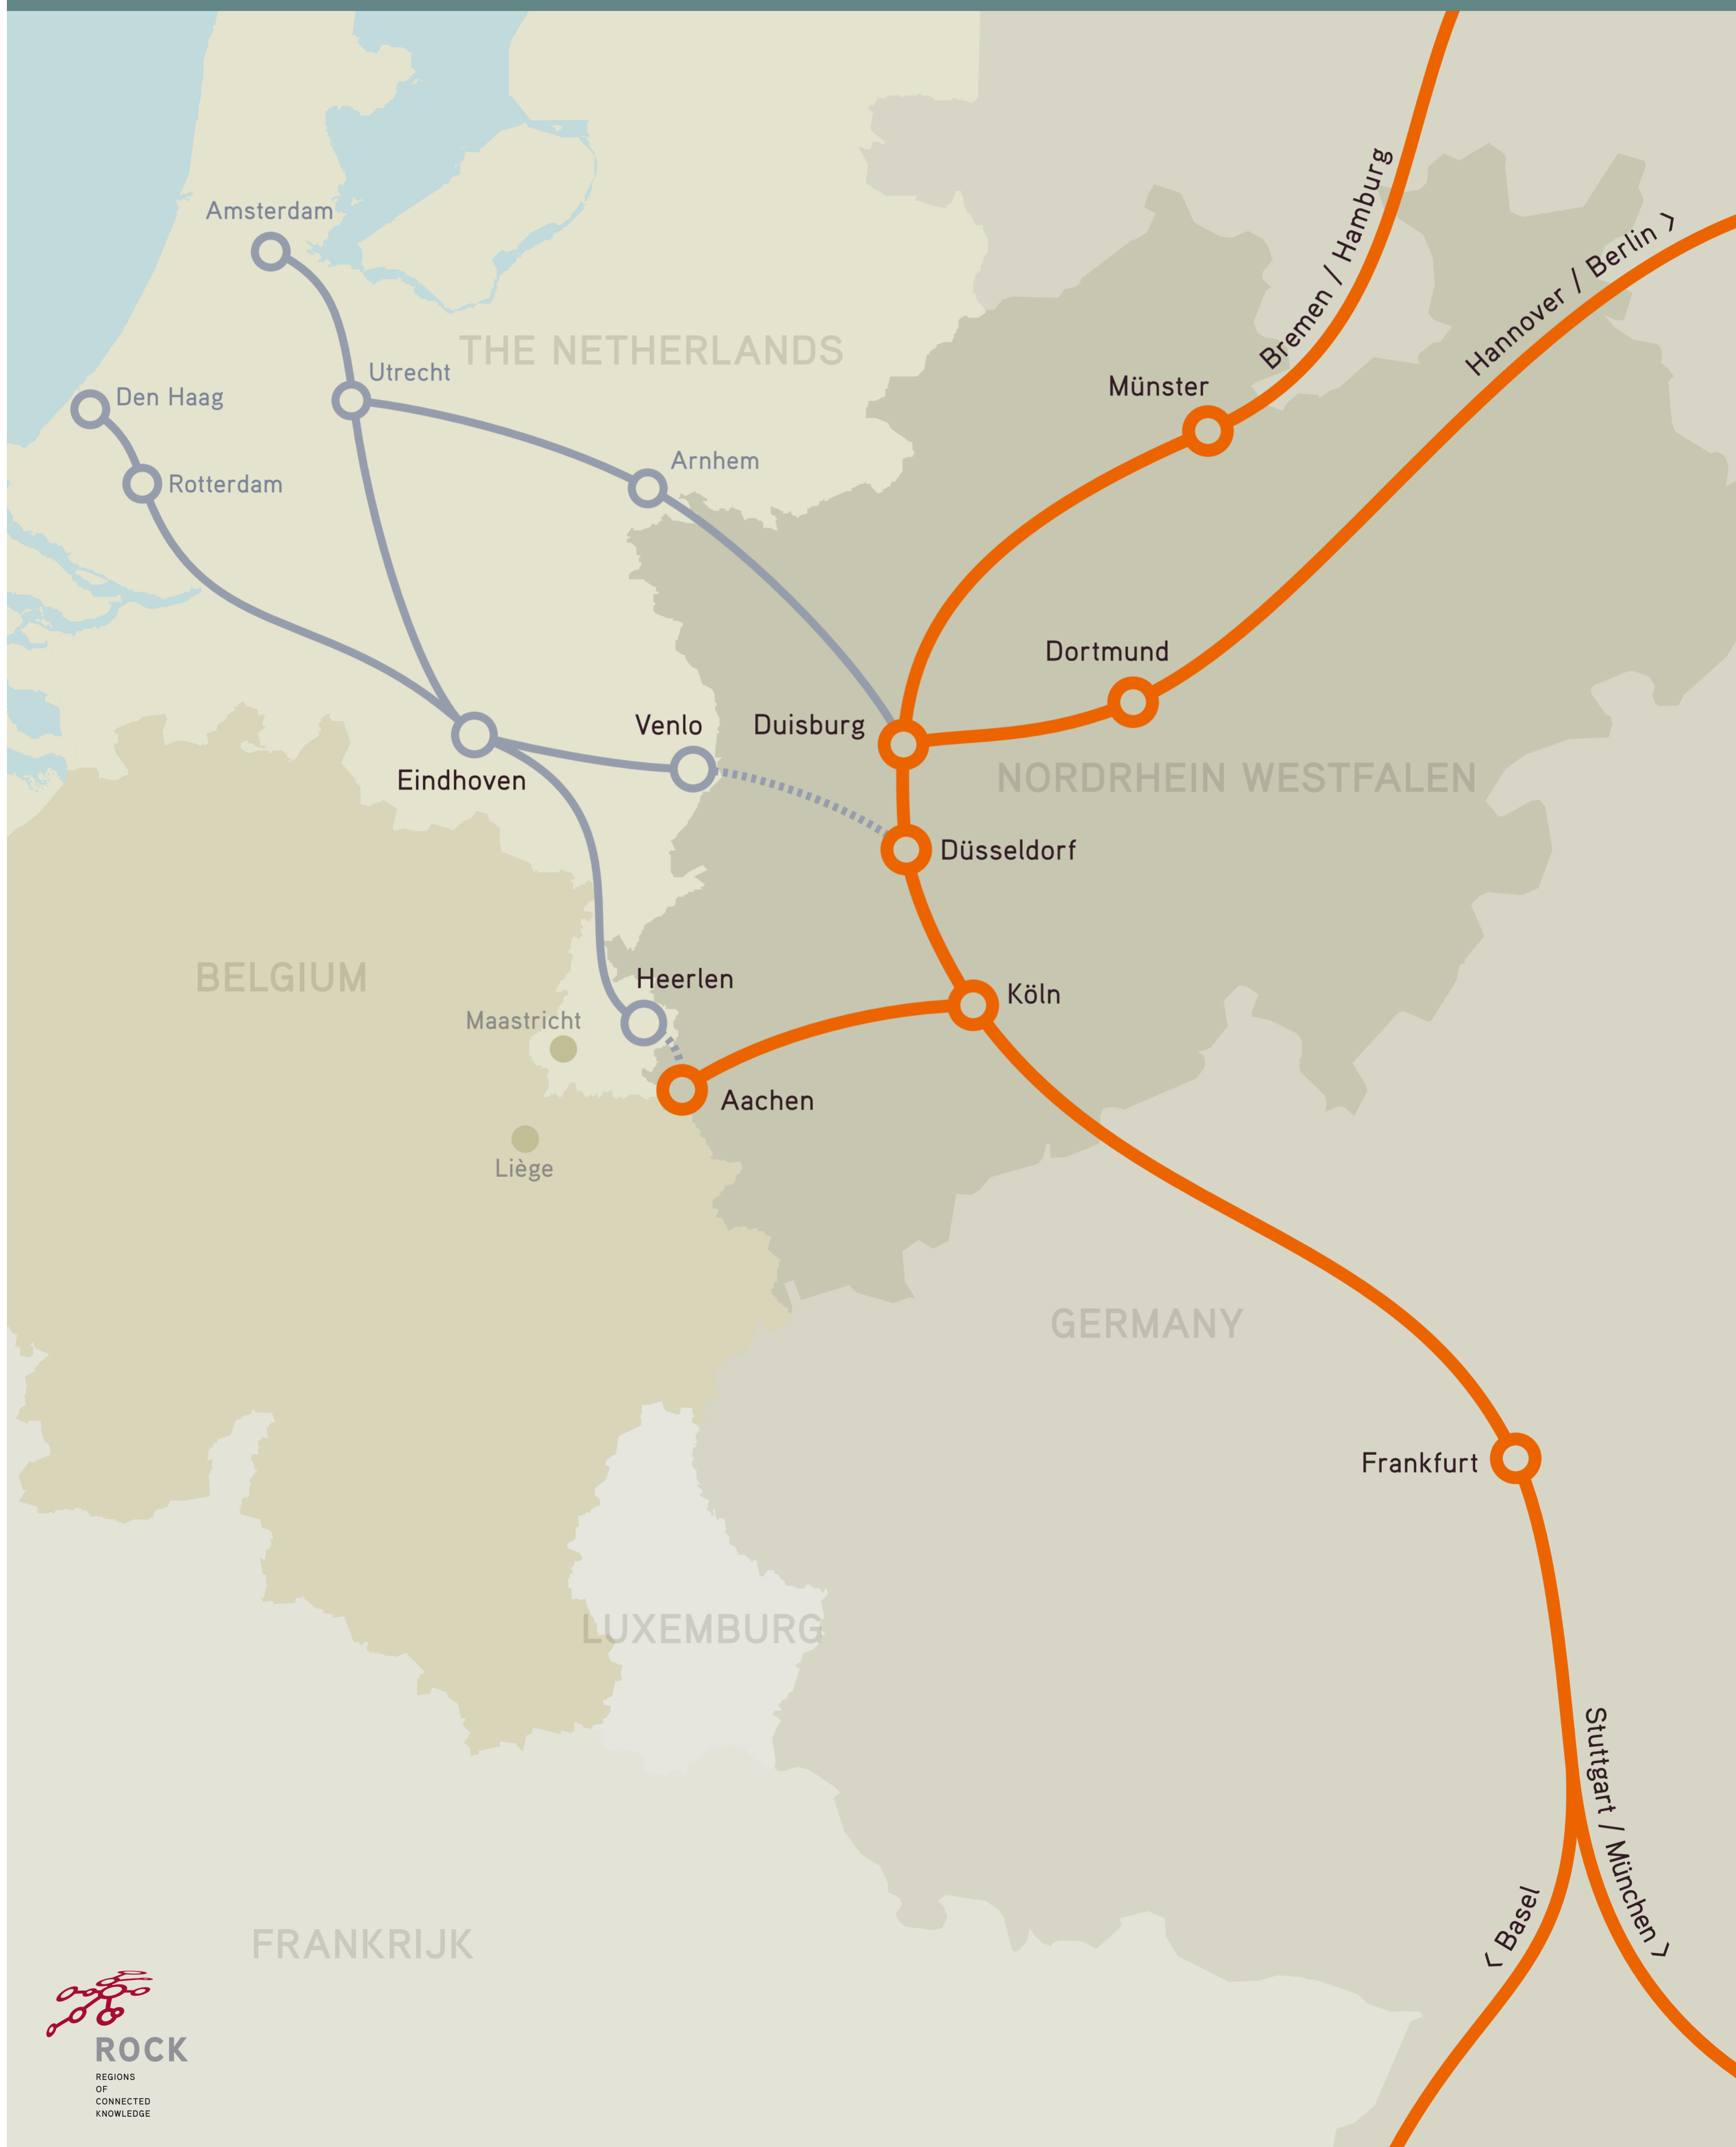 Bremen / Hamburg
Hannover / Berlin >
Amsterdam
THE NETHERLANDS
Utrecht
Münster
Den Haag
Arnhem
Rotterdam
Dortmund
Venlo
Duisburg
Eindhoven
NORDRHEIN WESTFALEN
Düsseldorf
BELGIUM
Heerlen
Köln
Maastricht
Aachen
Liège
GERMANY
Frankfurt
LUXEMBURG
Stuttgart / München >
< Basel
FRANKRIJK
ROCK
REGIONS
OF
CONNECTED
KNOWLEDGE